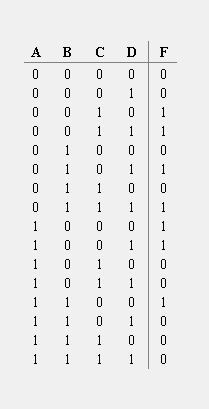 A B C D F
0 0 0 0 0
0 0 0 1 0
0 0 1 0 1
0 0 1 1 1
0 1 0 0 0
0 1 0 1 1
0 1 1 0 0
0 1 1 1 1
1 0 0 0 1
1 0 0 1 1
1 0 1 0 0
1 0 1 1 0
1 1 0 0 1
1 1 0 1 0
1 1 1 0 0
1 1 1 1 0